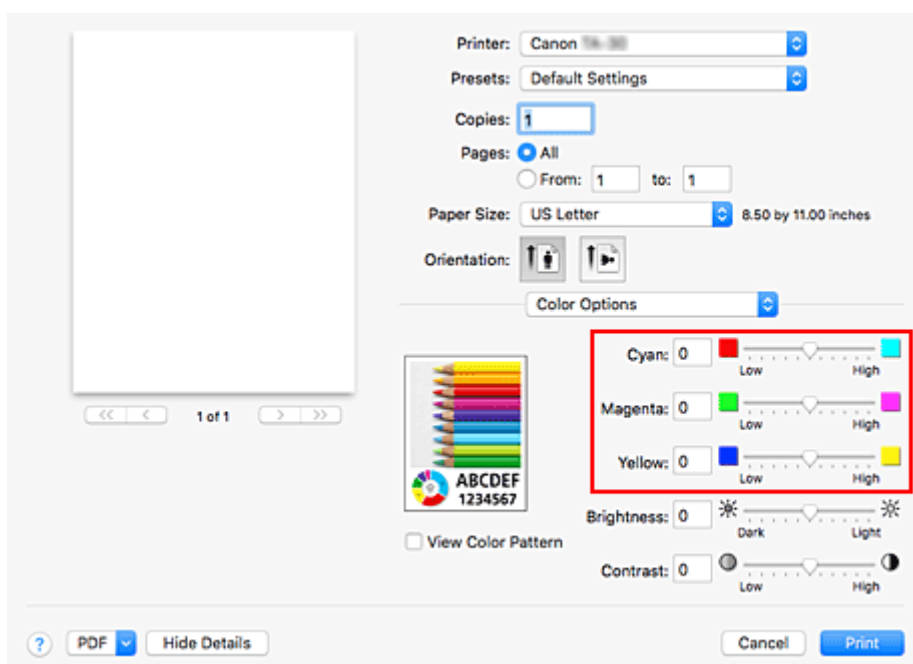 Printer: Canon
Presets: Default Settings
Copies: 1
Pages: All
From: 1 to: 1
Paper Size: US Letter 8.50 by 11.00 inches
Orientation:
Color Options
Cyan: 0
Low High
Magenta: 0
Low High
Yellow: 0
Low High
ABCDEF
1234567
Brightness: 0
Dark Light
View Color Pattern
Contrast: 0
Low High
<< < 1 of 1 > >>
? PDF Hide Details Cancel Print